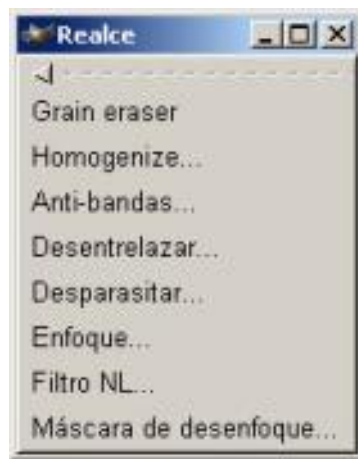 Realce
Grain eraser
Homogenize...
Anti-bandas...
Desentrelazar...
Desparasitar...
Enfoque...
Filtro NL...
Máscara de desenfoque...